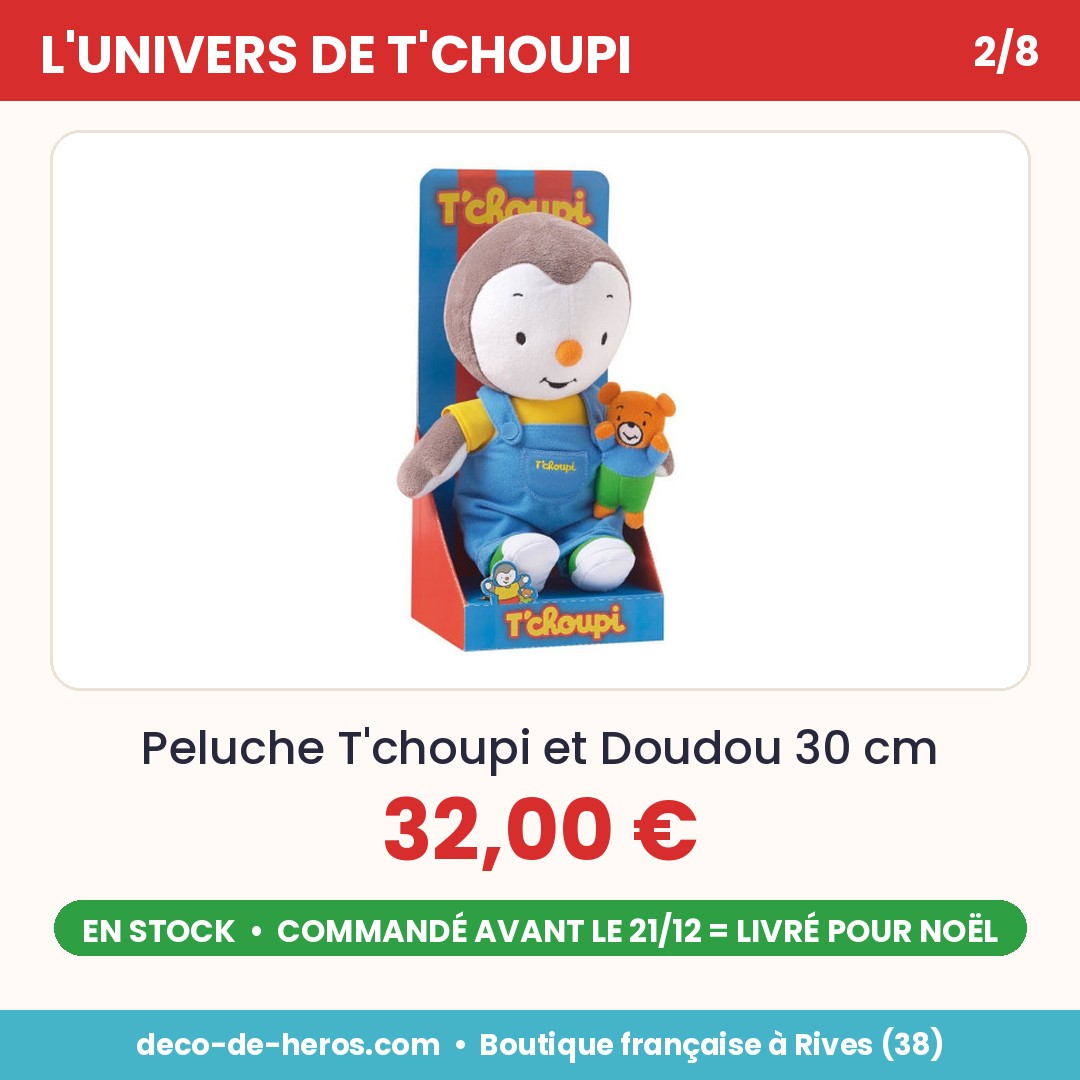 L'UNIVERS DE T'CHOUPI
2/8
T'choupi
T'choupi
T'choupi
Peluche T'choupi et Doudou 30 cm
32,00 €
EN STOCK • COMMANDÉ AVANT LE 21/12 = LIVRÉ POUR NOËL
deco-de-heros.com • Boutique française à Rives (38)